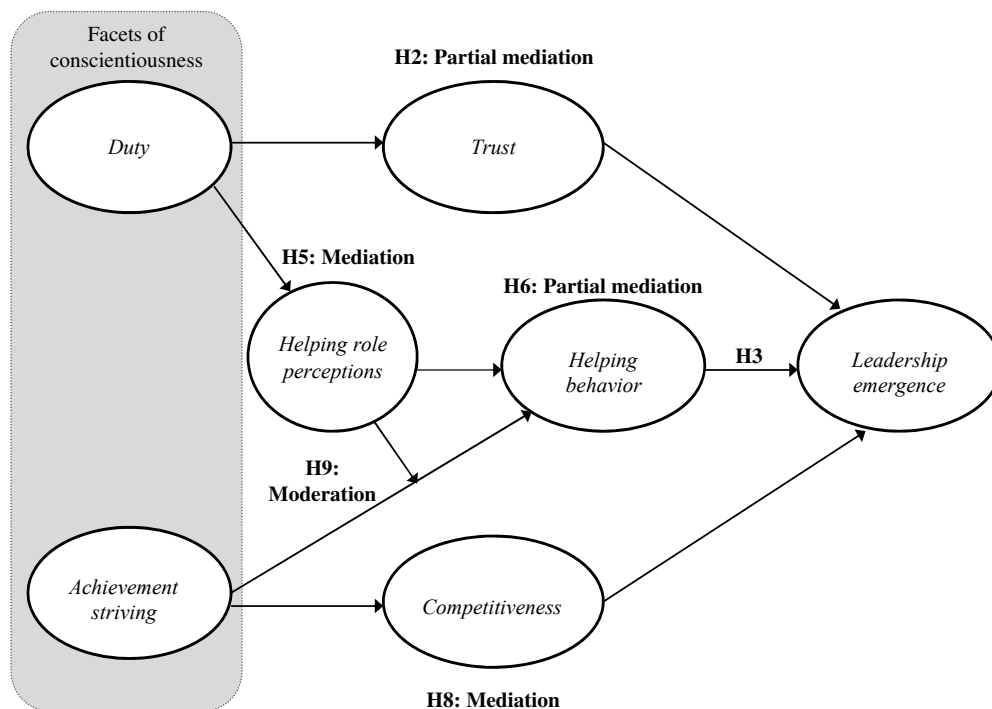 Facets of
conscientiousness
H2: Partial mediation
Duty
Trust
H5: Mediation
H6: Partial mediation
Helping role
perceptions
Helping
behavior
H3
Leadership
emergence
H9:
Moderation
Achievement
striving
Competitiveness
H8: Mediation